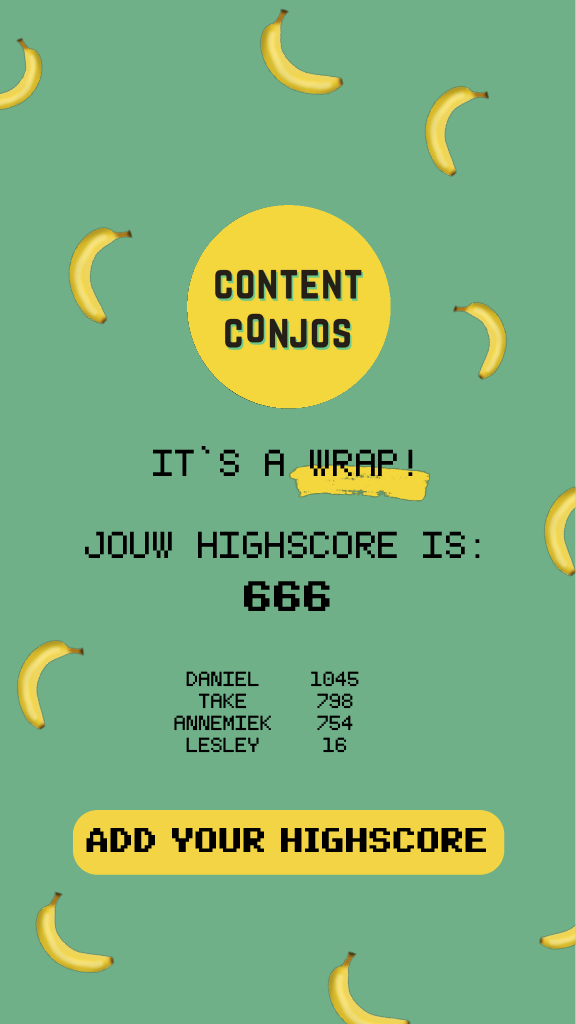 CONTENT
CONJOS
IT`S A WRAP!
JOUW HIGHSCORE IS:
666
DANIEL 1045
TAKE 798
ANNEMIEK 754
LESLEY 16
ADD YOUR HIGHSCORE